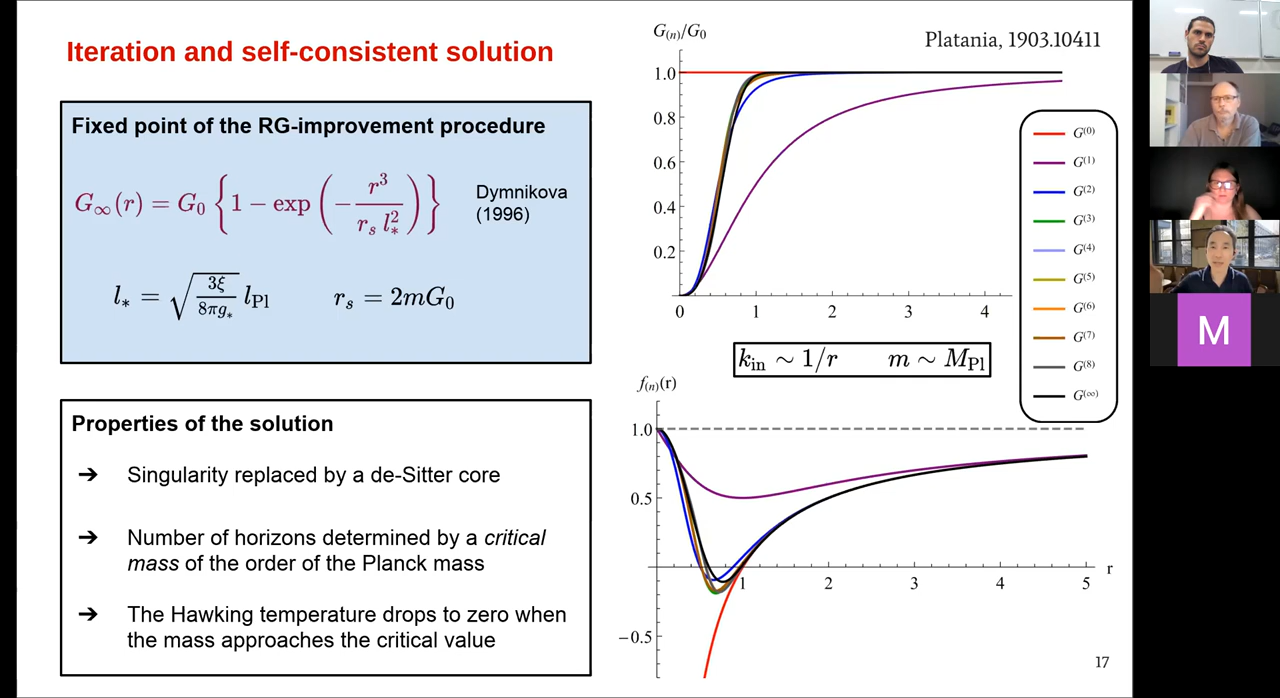 Iteration and self-consistent solution
Fixed point of the RG-improvement procedure
G∞(r) = G₀ {1 − exp (− r³ / (rₛ l∗²))}
Dymnikova
(1996)
l∗ = √(3ξ / 8πg∗) lPl
rₛ = 2mG₀
Properties of the solution
➔ Singularity replaced by a de-Sitter core
➔ Number of horizons determined by a critical
mass of the order of the Planck mass
➔ The Hawking temperature drops to zero when
the mass approaches the critical value
G(n)/G0
Platania, 1903.10411
1.0
0.8
0.6
0.4
0.2
0 1 2 3 4
G(0)
G(1)
G(2)
G(3)
G(4)
G(5)
G(6)
G(7)
G(8)
G(∞)
kin ∼ 1/r m ∼ MPl
f(n)(r)
1.0
0.5
1 2 3 4 5 r
−0.5
17
M